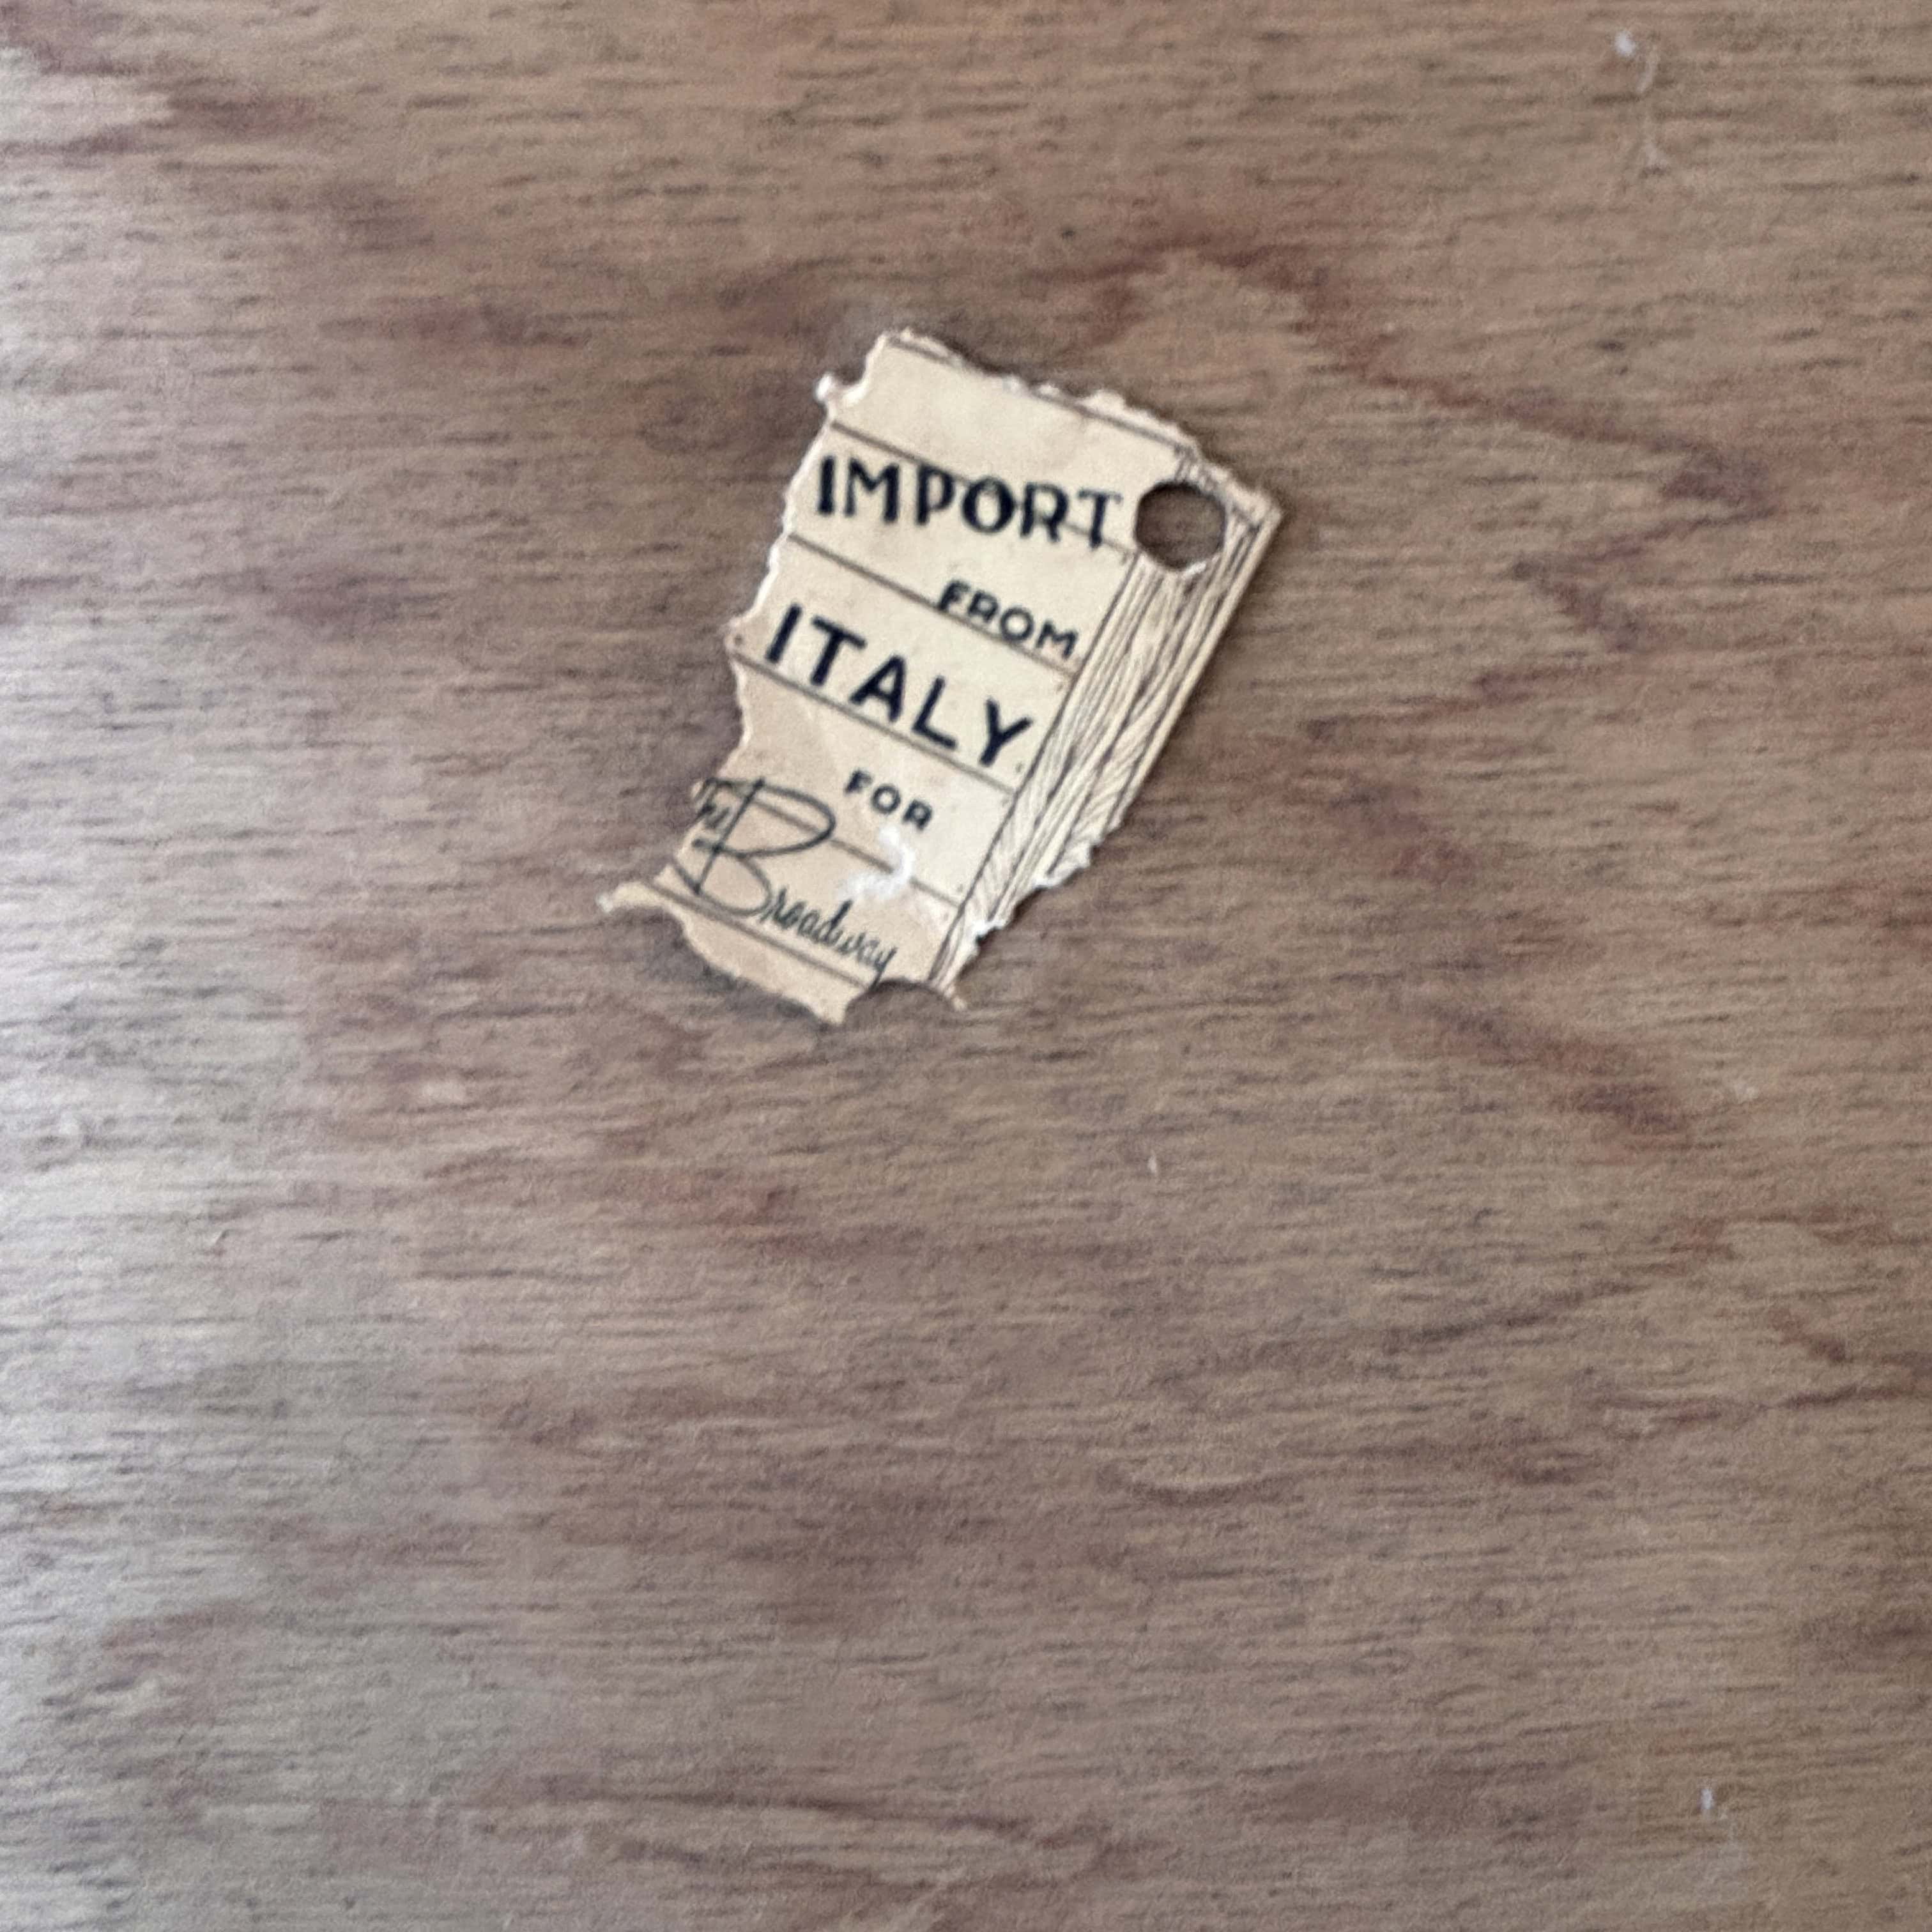 IMPORT
FROM
ITALY
FOR
The
Broadway